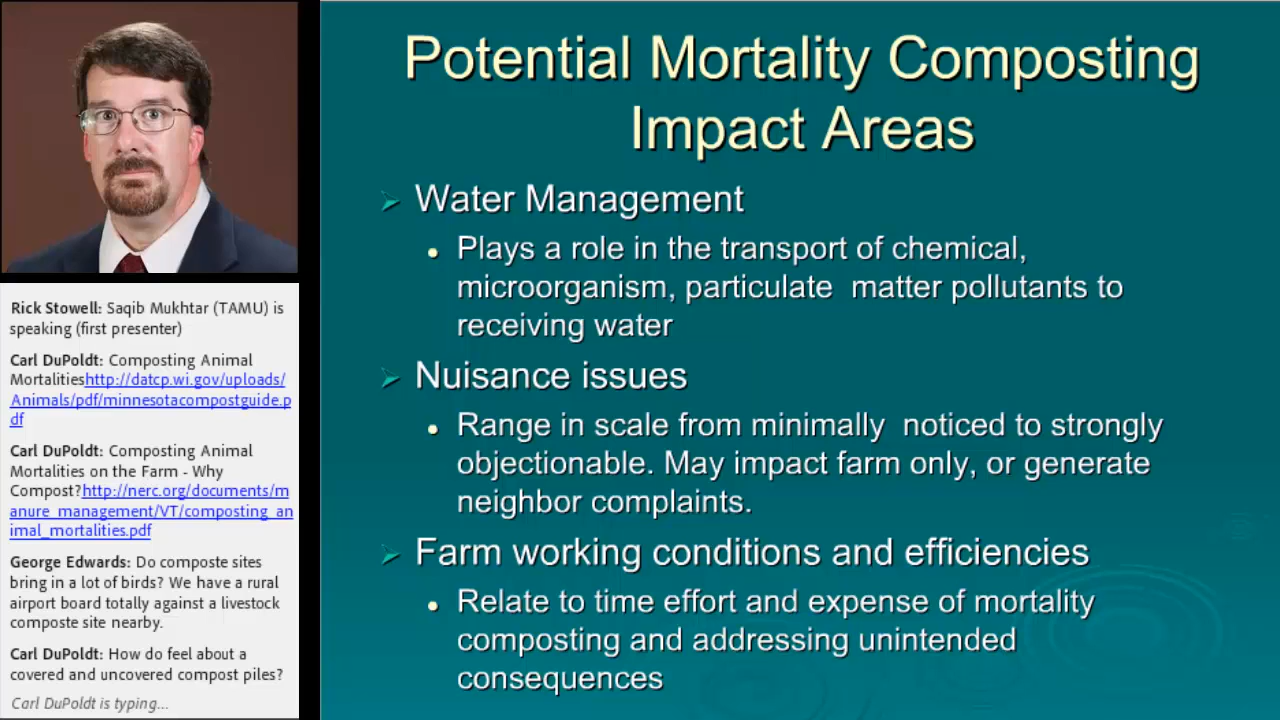 Potential Mortality Composting
Impact Areas
Water Management
Plays a role in the transport of chemical,
microorganism, particulate matter pollutants to
receiving water
Nuisance issues
Range in scale from minimally noticed to strongly
objectionable. May impact farm only, or generate
neighbor complaints.
Farm working conditions and efficiencies
Relate to time effort and expense of mortality
composting and addressing unintended
consequences
Rick Stowell: Saqib Mukhtar (TAMU) is
speaking (first presenter)
Carl DuPoldt: Composting Animal
Mortalitieshttp://datcp.wi.gov/uploads/
Animals/pdf/minnesotacompostguide.p
df
Carl DuPoldt: Composting Animal
Mortalities on the Farm - Why
Compost?http://nerc.org/documents/m
anure_management/VT/composting_an
imal_mortalities.pdf
George Edwards: Do composte sites
bring in a lot of birds? We have a rural
airport board totally against a livestock
composte site nearby.
Carl DuPoldt: How do feel about a
covered and uncovered compost piles?
Carl DuPoldt is typing...